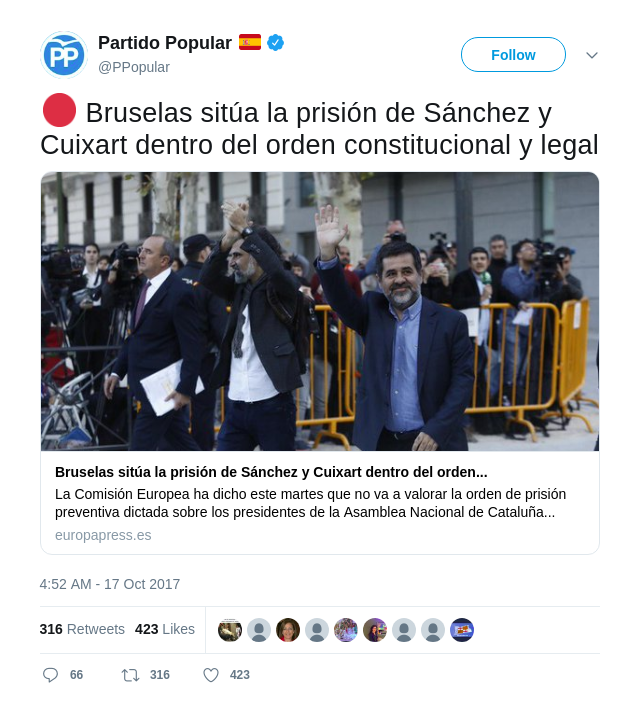 PP
Partido Popular
@PPopular
Follow
Bruselas sitúa la prisión de Sánchez y
Cuixart dentro del orden constitucional y legal
Bruselas sitúa la prisión de Sánchez y Cuixart dentro del orden...
La Comisión Europea ha dicho este martes que no va a valorar la orden de prisión
preventiva dictada sobre los presidentes de la Asamblea Nacional de Cataluña...
europapress.es
4:52 AM - 17 Oct 2017
316 Retweets 423 Likes
66 316 423